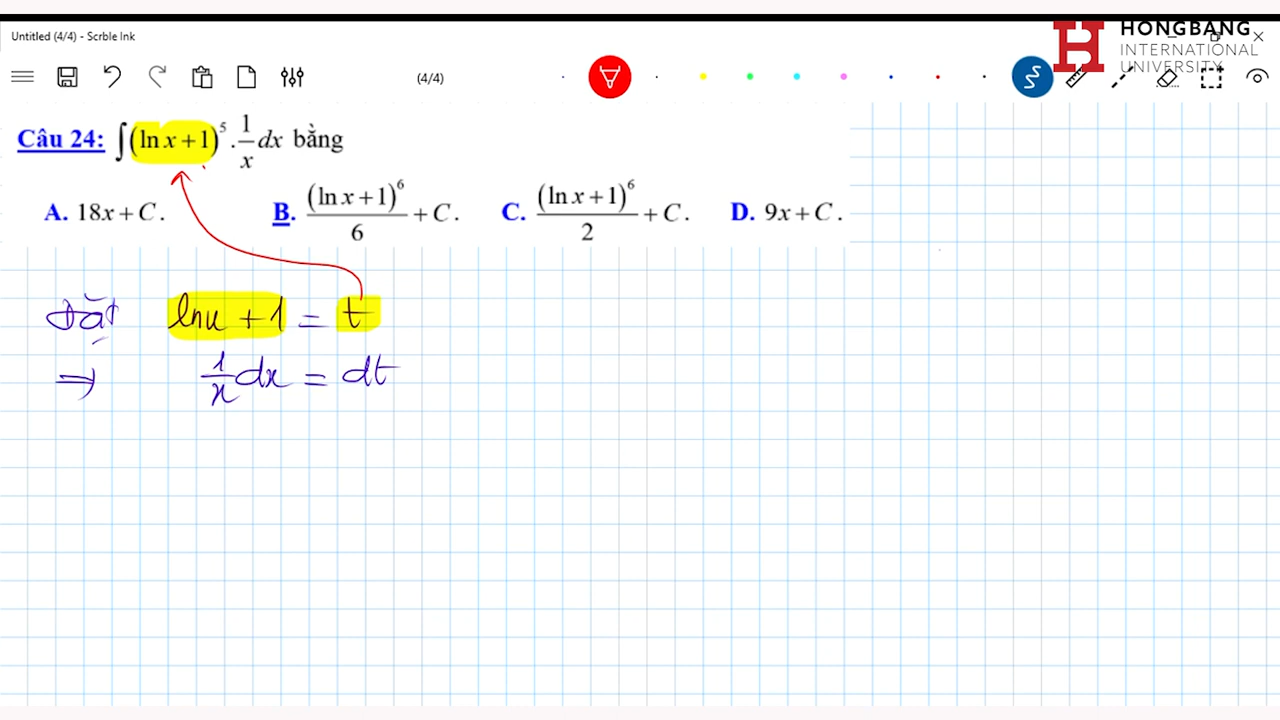 Untitled (4/4) - Scrble Ink
HONGBANG
INTERNATIONAL
UNIVERSITY
(4/4)
Câu 24: ∫(ln x + 1)⁵ . 1/x dx bằng
A. 18x + C. B. (ln x + 1)⁶/6 + C. C. (ln x + 1)⁶/2 + C. D. 9x + C.
Đặt ln x + 1 = t
⇒ 1/x dx = dt